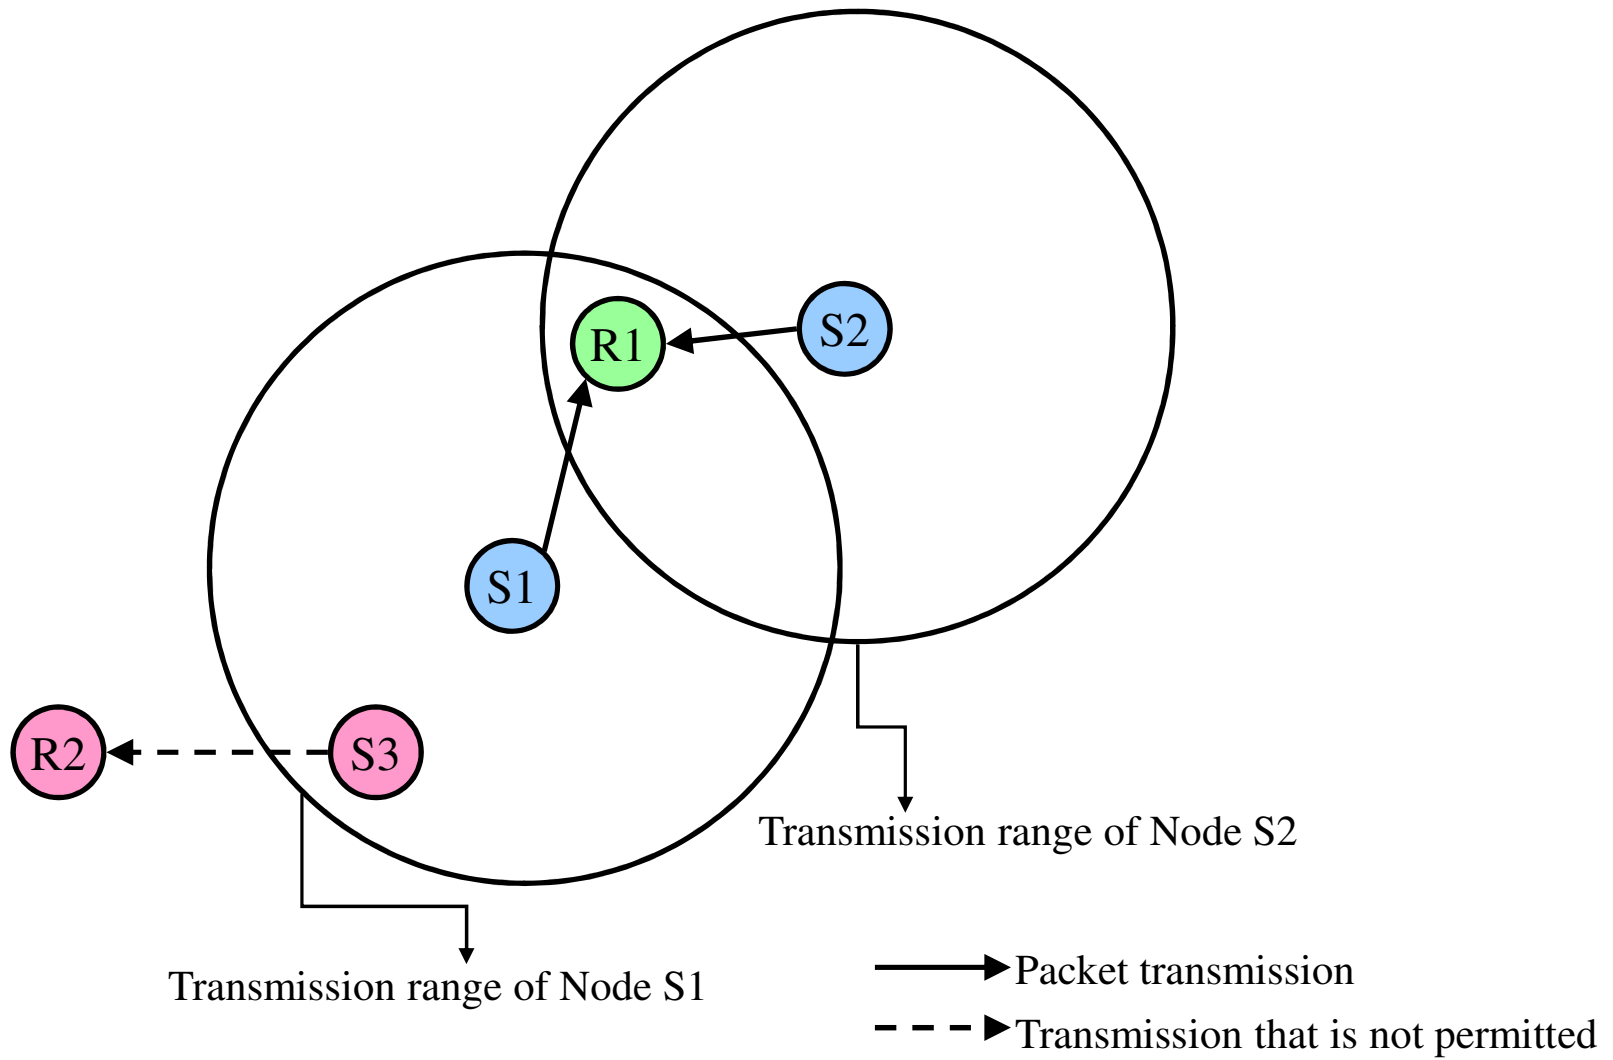 R1
S2
S1
R2
S3
Transmission range of Node S2
Transmission range of Node S1
Packet transmission
Transmission that is not permitted